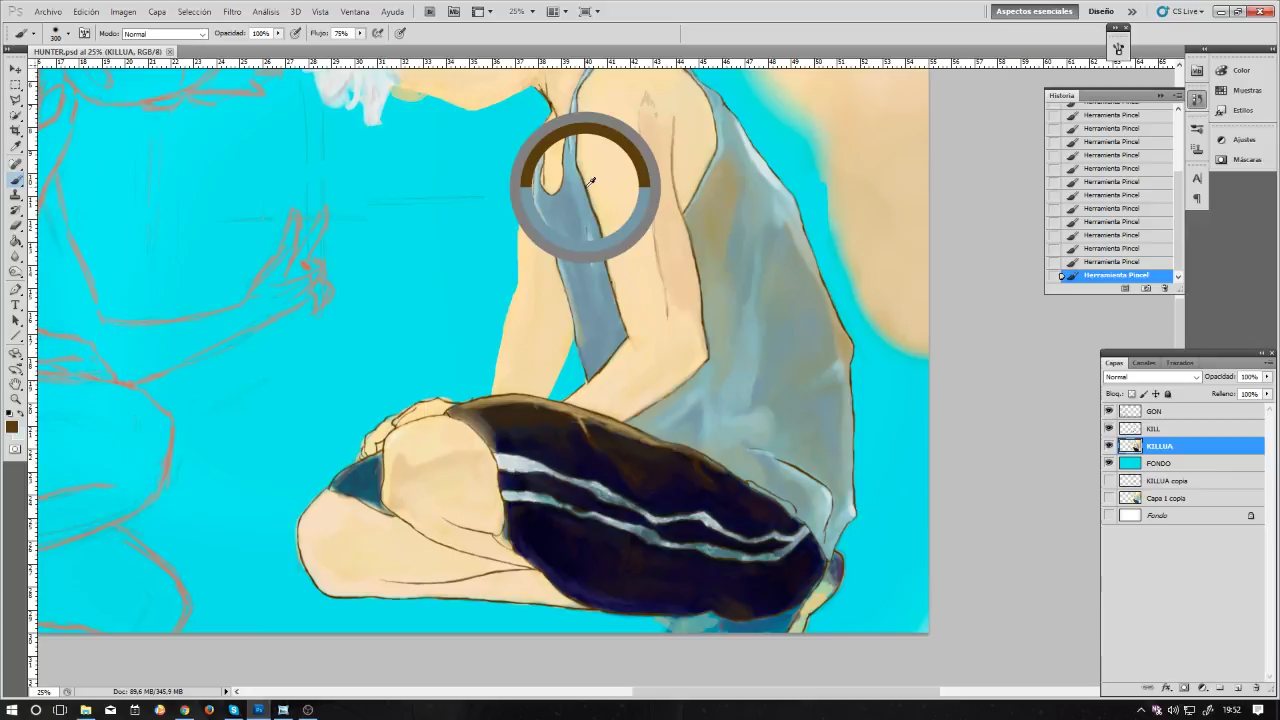 Archivo Edición Imagen Capa Selección Filtro Análisis 3D Vista Ventana Ayuda 25% Aspectos esenciales Diseño CS Live
300 Modo: Normal Opacidad: 100% Flujo: 75%
HUNTER.psd al 25% (KILLUA, RGB/8)
Historia
Herramienta Pincel
Herramienta Pincel
Herramienta Pincel
Herramienta Pincel
Herramienta Pincel
Herramienta Pincel
Herramienta Pincel
Herramienta Pincel
Herramienta Pincel
Herramienta Pincel
Herramienta Pincel
Herramienta Pincel
Herramienta Pincel
Color
Muestras
Estilos
Ajustes
Máscaras
Capas Canales Trazados
Normal Opacidad: 100%
Bloq.: Relleno: 100%
GON
KILL
KILLUA
FONDO
KILLUA copia
Capa 1 copia
Fondo
25% Doc: 89,6 MB/345,9 MB
19:52